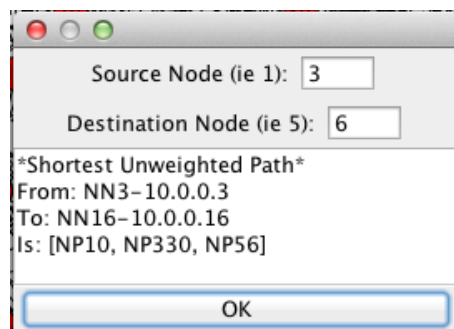 Source Node (ie 1): 3
Destination Node (ie 5): 6
*Shortest Unweighted Path*
From: NN3-10.0.0.3
To: NN16-10.0.0.16
Is: [NP10, NP330, NP56]
OK